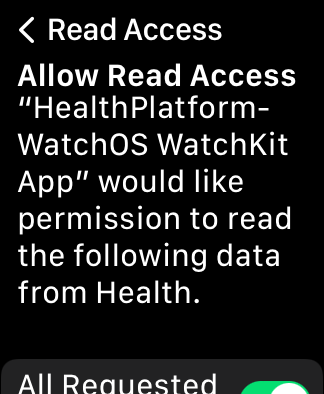 Read Access
Allow Read Access
“HealthPlatform-
WatchOS WatchKit
App” would like
permission to read
the following data
from Health.
All Requested